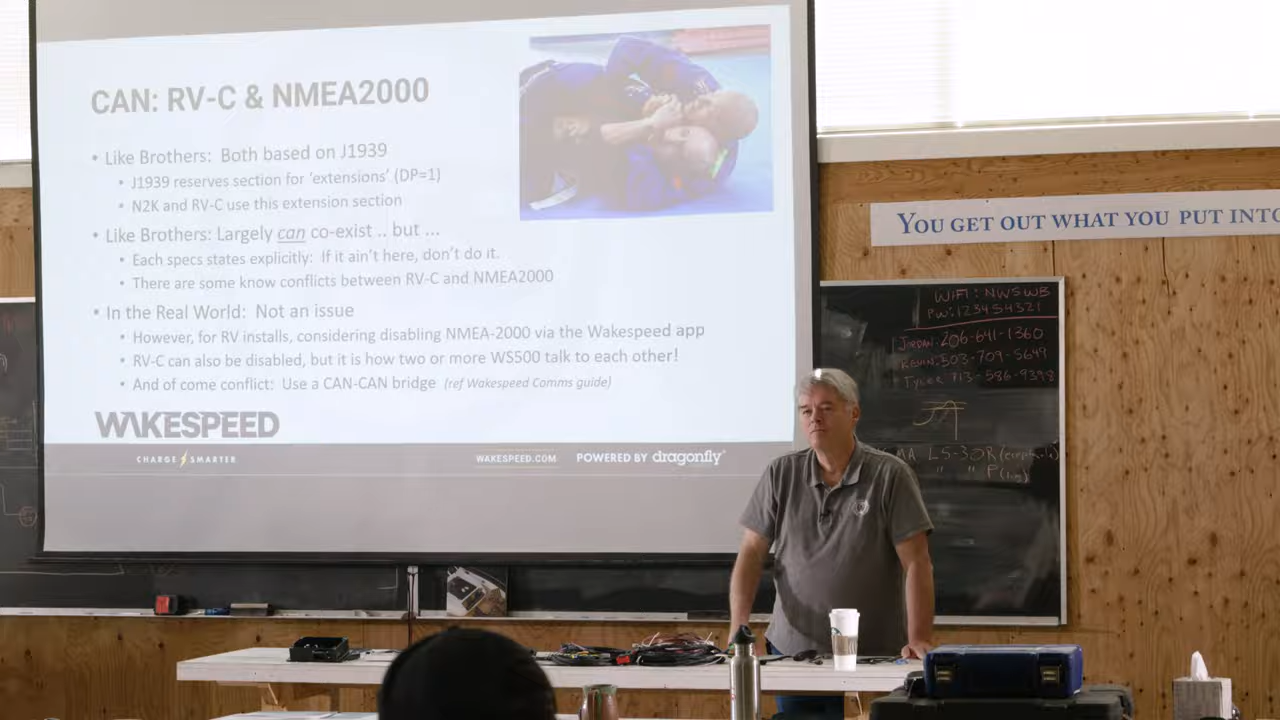 CAN: RV-C & NMEA2000
• Like Brothers: Both based on J1939
• J1939 reserves section for 'extensions' (DP=1)
• N2K and RV-C use this extension section
• Like Brothers: Largely can co-exist .. but ...
• Each specs states explicitly: If it ain't here, don't do it.
• There are some know conflicts between RV-C and NMEA2000
• In the Real World: Not an issue
• However, for RV installs, considering disabling NMEA-2000 via the Wakespeed app
• RV-C can also be disabled, but it is how two or more WS500 talk to each other!
• And of come conflict: Use a CAN-CAN bridge (ref Wakespeed Comms guide)
WAKESPEED
CHARGE SMARTER
WAKESPEED.COM
POWERED BY dragonfly
YOU GET OUT WHAT YOU PUT INTO
WIFI: NWSWB
PW: 123454321
JORDAN: 206-641-1360
KEVIN: 503-709-5649
TYLER 713-586-9398
MA L5-30R
" " P